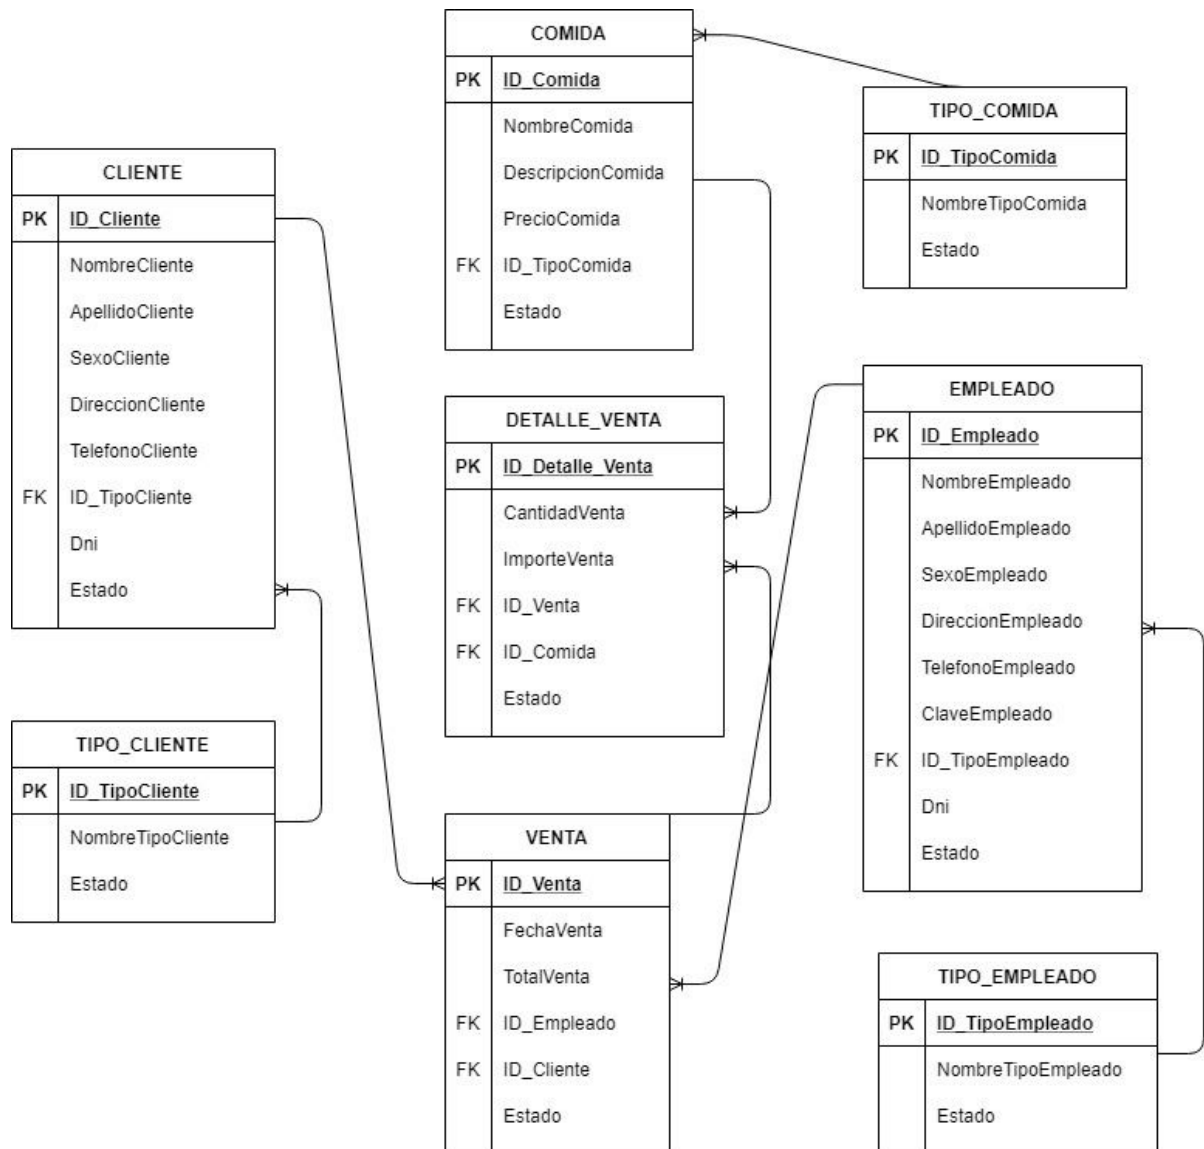 COMIDA
PK ID_Comida
NombreComida
DescripcionComida
PrecioComida
FK ID_TipoComida
Estado
TIPO_COMIDA
PK ID_TipoComida
NombreTipoComida
Estado
CLIENTE
PK ID_Cliente
NombreCliente
ApellidoCliente
SexoCliente
DireccionCliente
TelefonoCliente
FK ID_TipoCliente
Dni
Estado
DETALLE_VENTA
PK ID_Detalle_Venta
CantidadVenta
ImporteVenta
FK ID_Venta
FK ID_Comida
Estado
EMPLEADO
PK ID_Empleado
NombreEmpleado
ApellidoEmpleado
SexoEmpleado
DireccionEmpleado
TelefonoEmpleado
ClaveEmpleado
FK ID_TipoEmpleado
Dni
Estado
TIPO_CLIENTE
PK ID_TipoCliente
NombreTipoCliente
Estado
VENTA
PK ID_Venta
FechaVenta
TotalVenta
FK ID_Empleado
FK ID_Cliente
Estado
TIPO_EMPLEADO
PK ID_TipoEmpleado
NombreTipoEmpleado
Estado